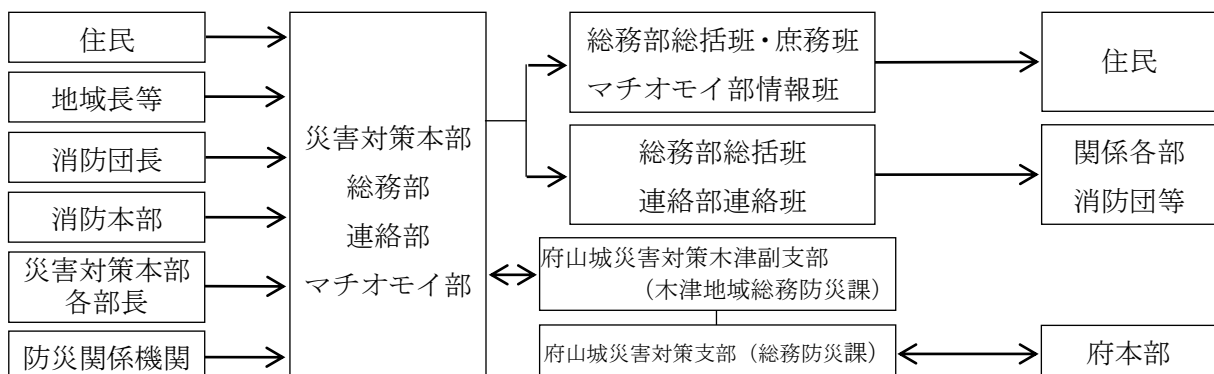 住民
地域長等
消防団長
消防本部
災害対策本部
各部長
防災関係機関
災害対策本部
総務部
連絡部
マチオモイ部
総務部総括班・庶務班
マチオモイ部情報班
総務部総括班
連絡部連絡班
府山城災害対策木津副支部
（木津地域総務防災課）
府山城災害対策支部（総務防災課）
住民
関係各部
消防団等
府本部